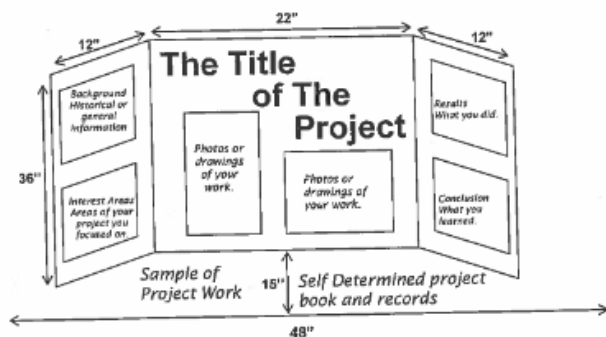 22"
12"
12"
The Title
of The
Project
Background
Historical or
general
information
Results
What you did.
Photos or
drawings
of your
work.
Photos or
drawings of
your work.
36"
Interest Areas
Areas of your
project you
focused on.
Conclusion
What you
learned.
Sample of
Project Work
15"
Self Determined project
book and records
48"